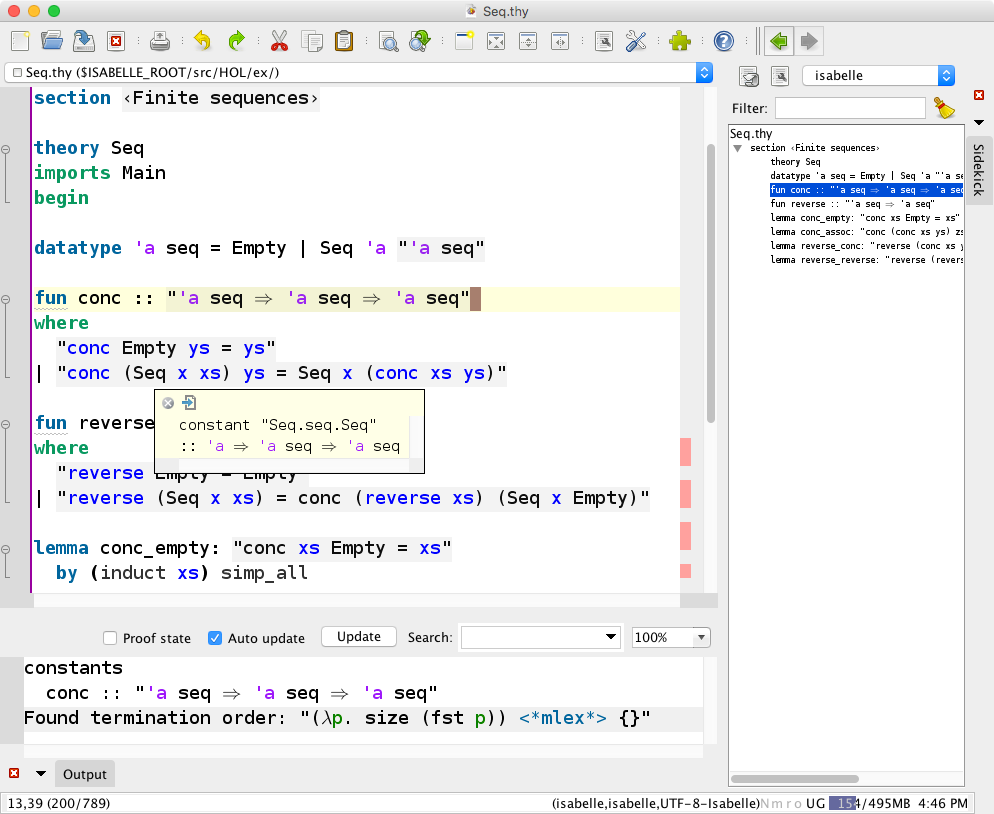 Seq.thy
Seq.thy ($ISABELLE_ROOT/src/HOL/ex/)
section ‹Finite sequences›
theory Seq
imports Main
begin
datatype 'a seq = Empty | Seq 'a "'a seq"
fun conc :: "'a seq ⇒ 'a seq ⇒ 'a seq"
where
"conc Empty ys = ys"
| "conc (Seq x xs) ys = Seq x (conc xs ys)"
constant "Seq.seq.Seq"
:: 'a ⇒ 'a seq ⇒ 'a seq
fun reverse
where
"reverse Empty = Empty"
| "reverse (Seq x xs) = conc (reverse xs) (Seq x Empty)"
lemma conc_empty: "conc xs Empty = xs"
by (induct xs) simp_all
isabelle
Filter:
Seq.thy
section ‹Finite sequences›
theory Seq
datatype 'a seq = Empty | Seq 'a "'a se
fun conc :: "'a seq ⇒ 'a seq ⇒ 'a seq
fun reverse :: "'a seq ⇒ 'a seq"
lemma conc_empty: "conc xs Empty = xs"
lemma conc_assoc: "conc (conc xs ys) zs
lemma reverse_conc: "reverse (conc xs y
lemma reverse_reverse: "reverse (revers
Sidekick
Proof state
Auto update
Update
Search:
100%
constants
conc :: "'a seq ⇒ 'a seq ⇒ 'a seq"
Found termination order: "(λp. size (fst p)) <*mlex*> {}"
Output
13,39 (200/789)
(isabelle,isabelle,UTF-8-Isabelle)N m r o UG 154/495MB 4:46 PM